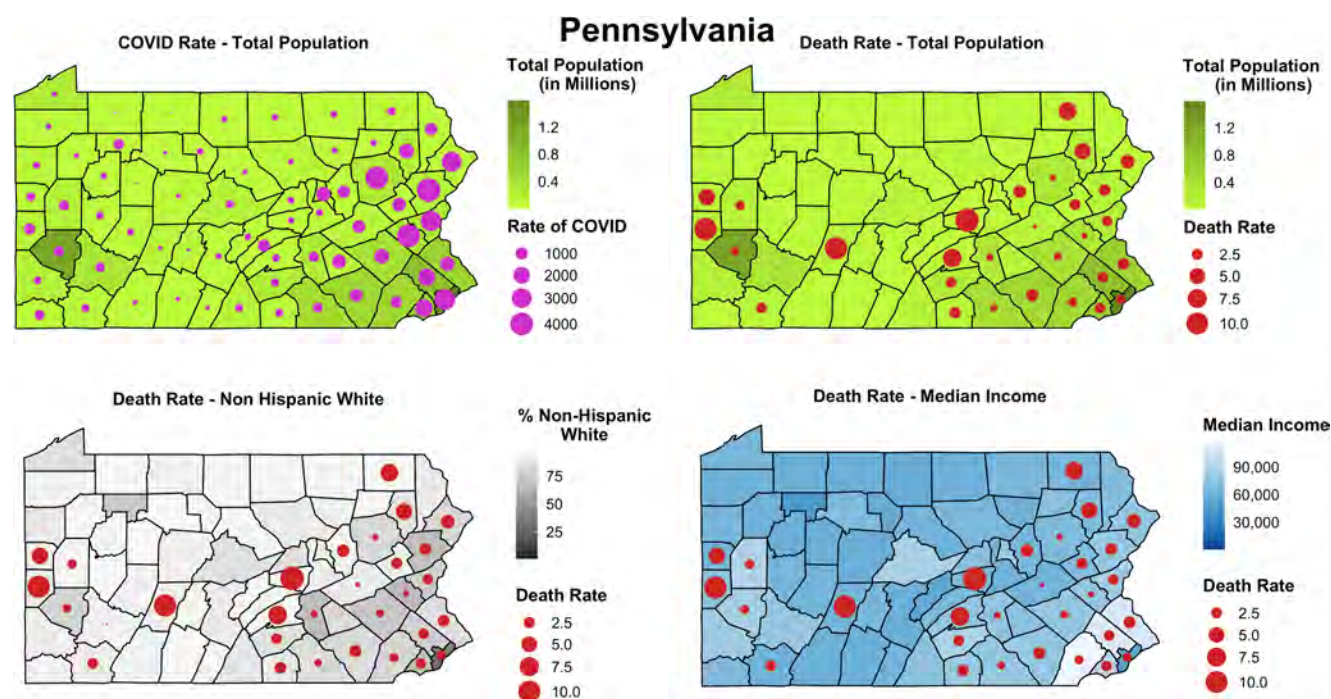 Pennsylvania
COVID Rate - Total Population
Total Population
(in Millions)
1.2
0.8
0.4
Rate of COVID
1000
2000
3000
4000
Death Rate - Total Population
Total Population
(in Millions)
1.2
0.8
0.4
Death Rate
2.5
5.0
7.5
10.0
Death Rate - Non Hispanic White
% Non-Hispanic
White
75
50
25
Death Rate
2.5
5.0
7.5
10.0
Death Rate - Median Income
Median Income
90,000
60,000
30,000
Death Rate
2.5
5.0
7.5
10.0